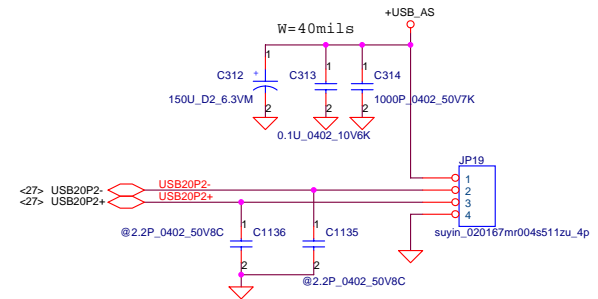 +USB_AS
W=40mils
1
1
1
C312
+
C313
C314
150U_D2_6.3VM
1000P_0402_50V7K
2
2
2
0.1U_0402_10V6K
JP19
1
2
3
4
suyin_020167mr004s511zu_4p
<27> USB20P2-
USB20P2-
<27> USB20P2+
USB20P2+
1
1
@2.2P_0402_50V8C
C1136
C1135
2
2
@2.2P_0402_50V8C